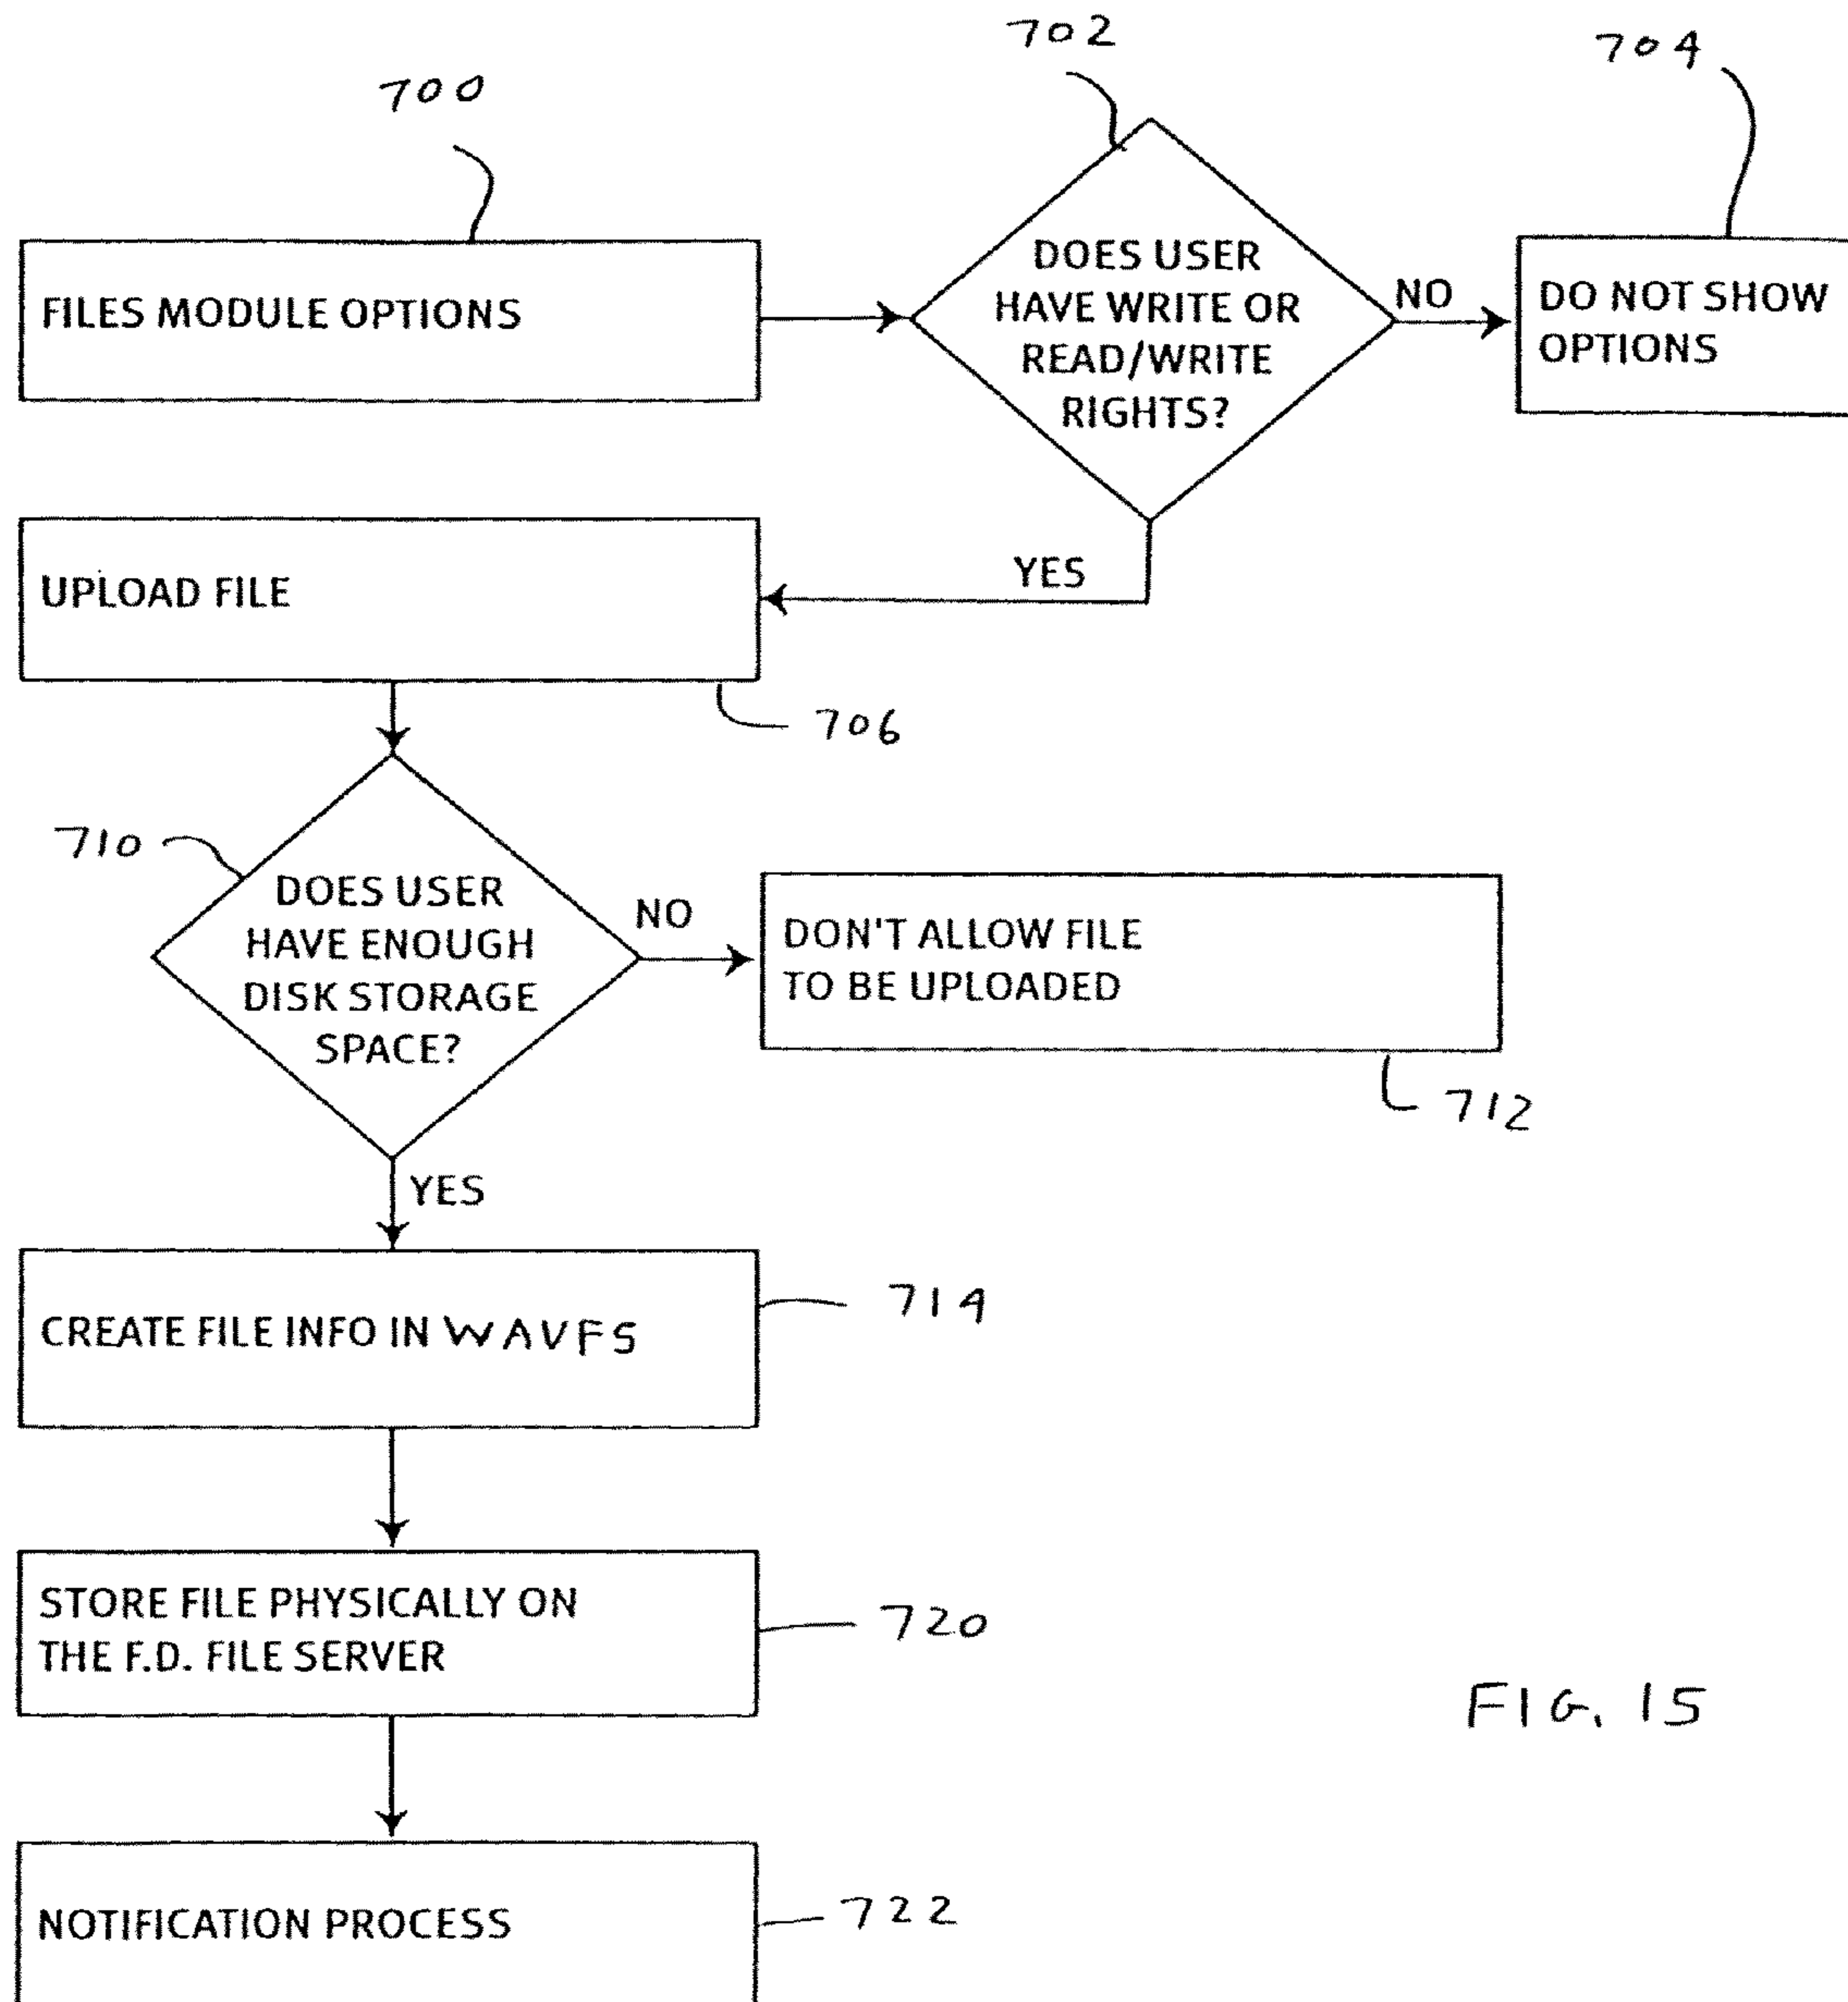 700
702
704
FILES MODULE OPTIONS
DOES USER
HAVE WRITE OR
READ/WRITE
RIGHTS?
NO
DO NOT SHOW
OPTIONS
YES
UPLOAD FILE
706
710
DOES USER
HAVE ENOUGH
DISK STORAGE
SPACE?
NO
DON'T ALLOW FILE
TO BE UPLOADED
712
YES
CREATE FILE INFO IN WAVFS
714
STORE FILE PHYSICALLY ON
THE F.D. FILE SERVER
720
NOTIFICATION PROCESS
722
FIG. 15